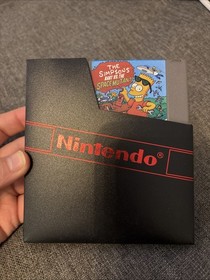 THE
SIMPSONS
BART VS. THE
SPACE MUTANTS
Nintendo®